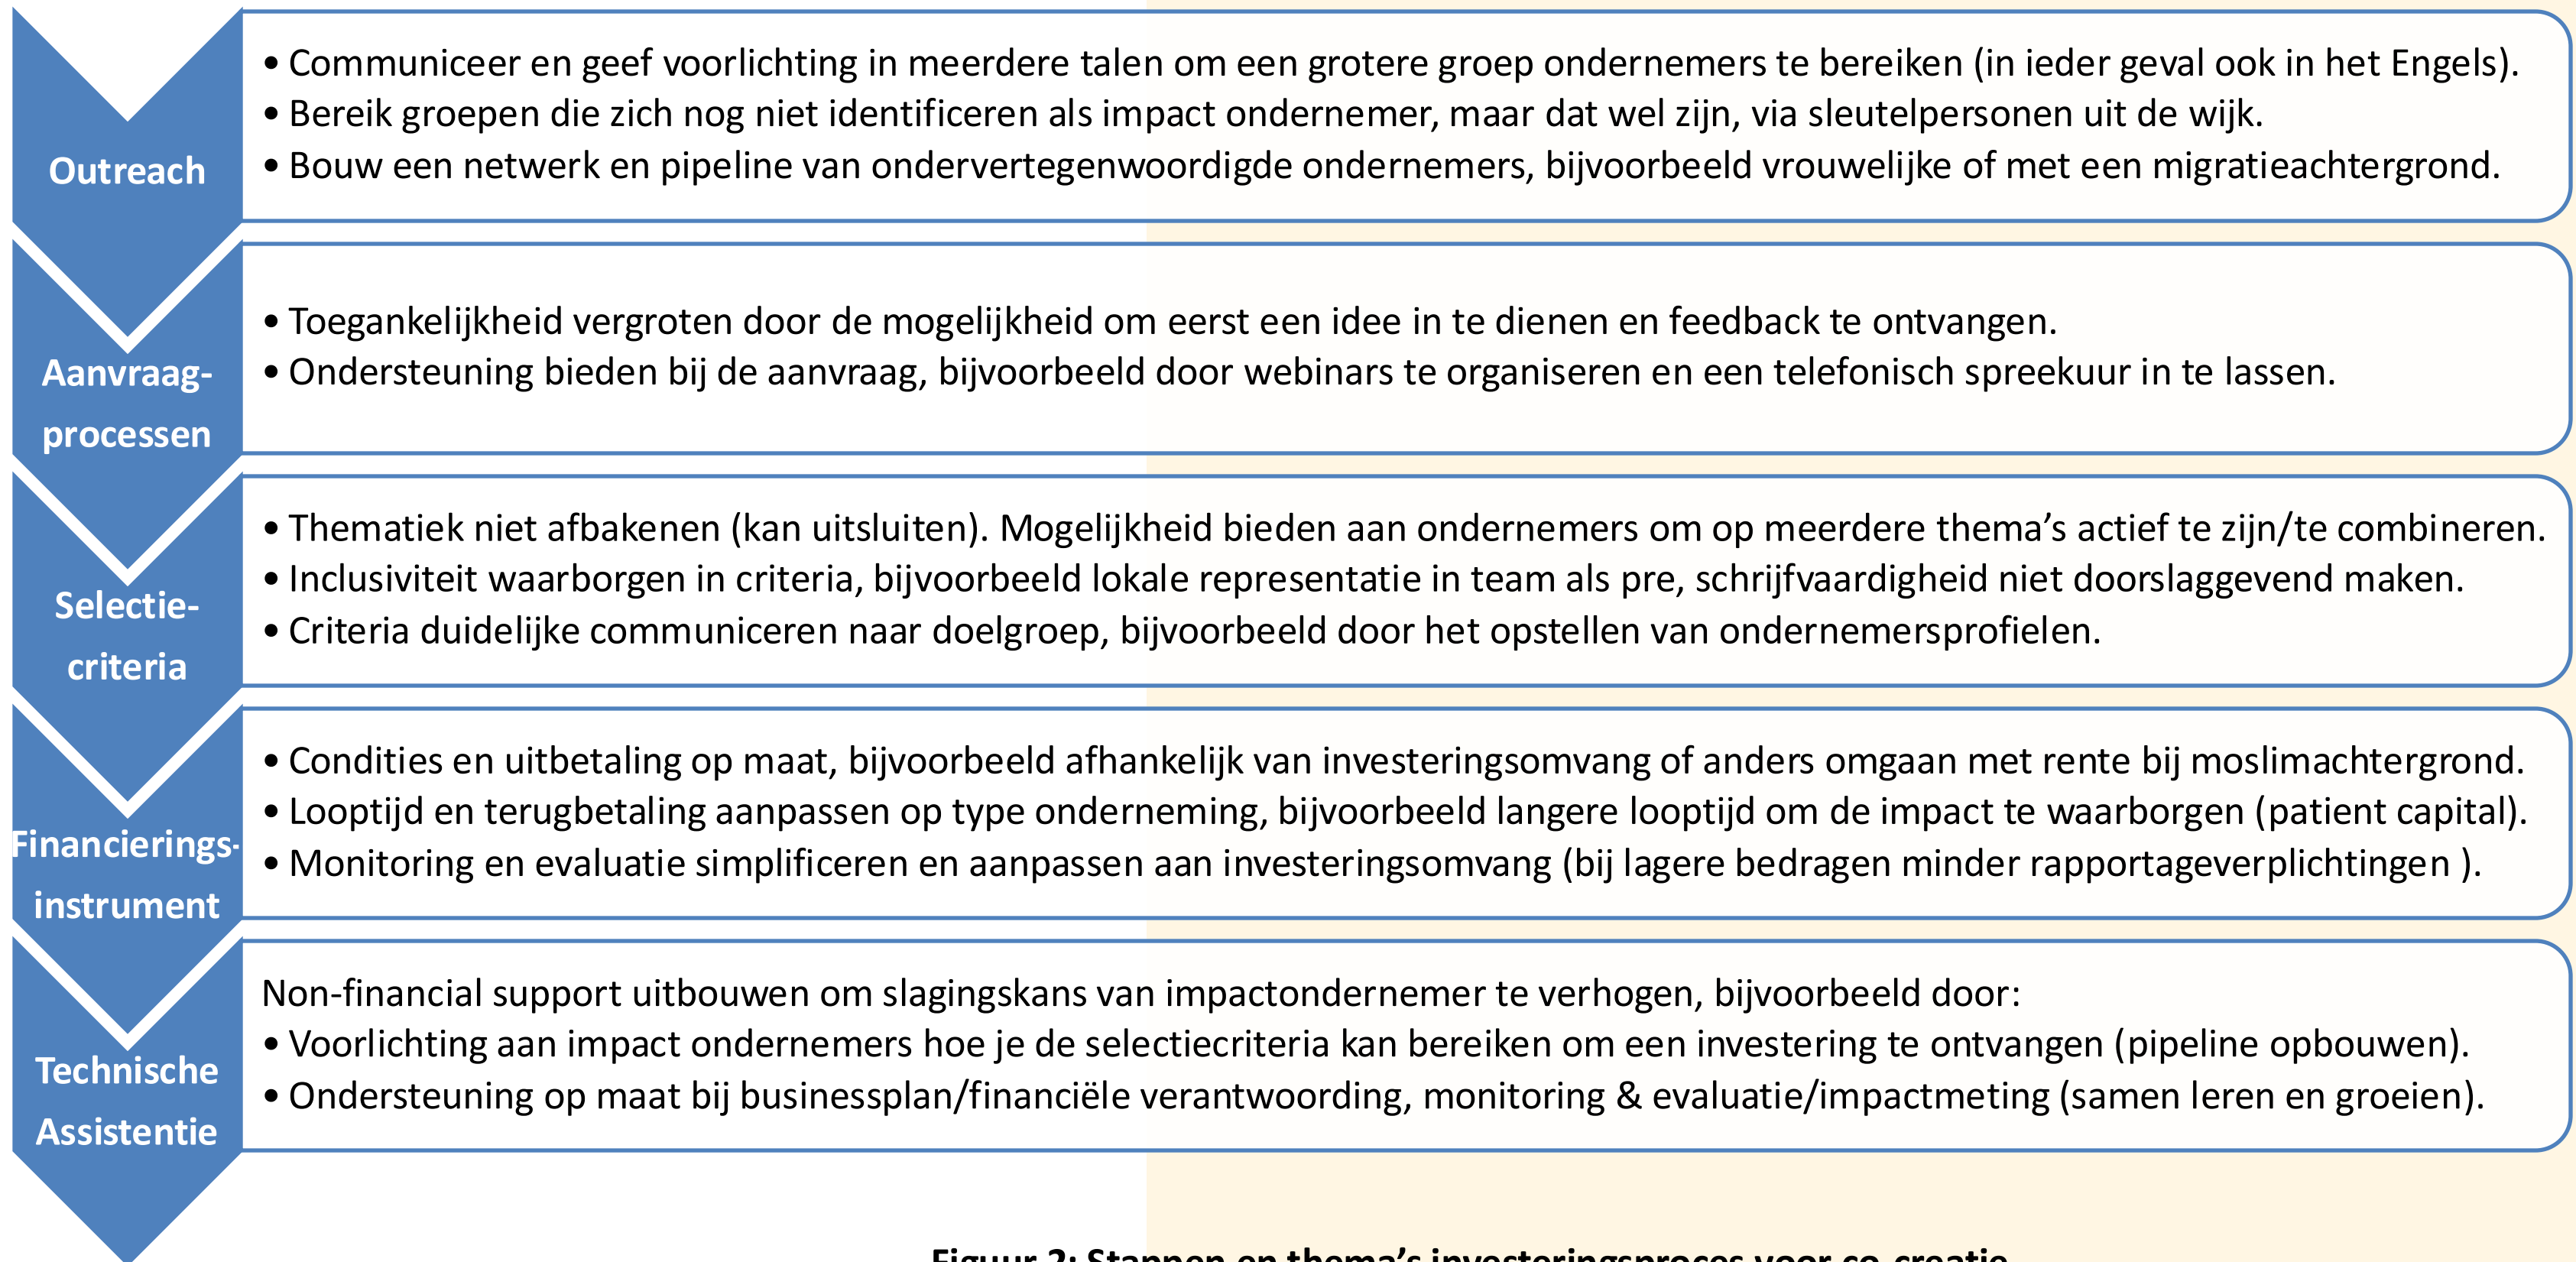 Outreach
• Communiceer en geef voorlichting in meerdere talen om een grotere groep ondernemers te bereiken (in ieder geval ook in het Engels).
• Bereik groepen die zich nog niet identificeren als impact ondernemer, maar dat wel zijn, via sleutelpersonen uit de wijk.
• Bouw een netwerk en pipeline van ondervertegenwoordigde ondernemers, bijvoorbeeld vrouwelijke of met een migratieachtergrond.
Aanvraag-
processen
• Toegankelijkheid vergroten door de mogelijkheid om eerst een idee in te dienen en feedback te ontvangen.
• Ondersteuning bieden bij de aanvraag, bijvoorbeeld door webinars te organiseren en een telefonisch spreekuur in te lassen.
Selectie-
criteria
• Thematiek niet afbakenen (kan uitsluiten). Mogelijkheid bieden aan ondernemers om op meerdere thema’s actief te zijn/te combineren.
• Inclusiviteit waarborgen in criteria, bijvoorbeeld lokale representatie in team als pre, schrijfvaardigheid niet doorslaggevend maken.
• Criteria duidelijke communiceren naar doelgroep, bijvoorbeeld door het opstellen van ondernemersprofielen.
Financierings-
instrument
• Condities en uitbetaling op maat, bijvoorbeeld afhankelijk van investeringsomvang of anders omgaan met rente bij moslimachtergrond.
• Looptijd en terugbetaling aanpassen op type onderneming, bijvoorbeeld langere looptijd om de impact te waarborgen (patient capital).
• Monitoring en evaluatie simplificeren en aanpassen aan investeringsomvang (bij lagere bedragen minder rapportageverplichtingen ).
Technische
Assistentie
Non-financial support uitbouwen om slagingskans van impactondernemer te verhogen, bijvoorbeeld door:
• Voorlichting aan impact ondernemers hoe je de selectiecriteria kan bereiken om een investering te ontvangen (pipeline opbouwen).
• Ondersteuning op maat bij businessplan/financiële verantwoording, monitoring & evaluatie/impactmeting (samen leren en groeien).
Figuur 2: Stappen en thema’s investeringsproces voor co-creatie